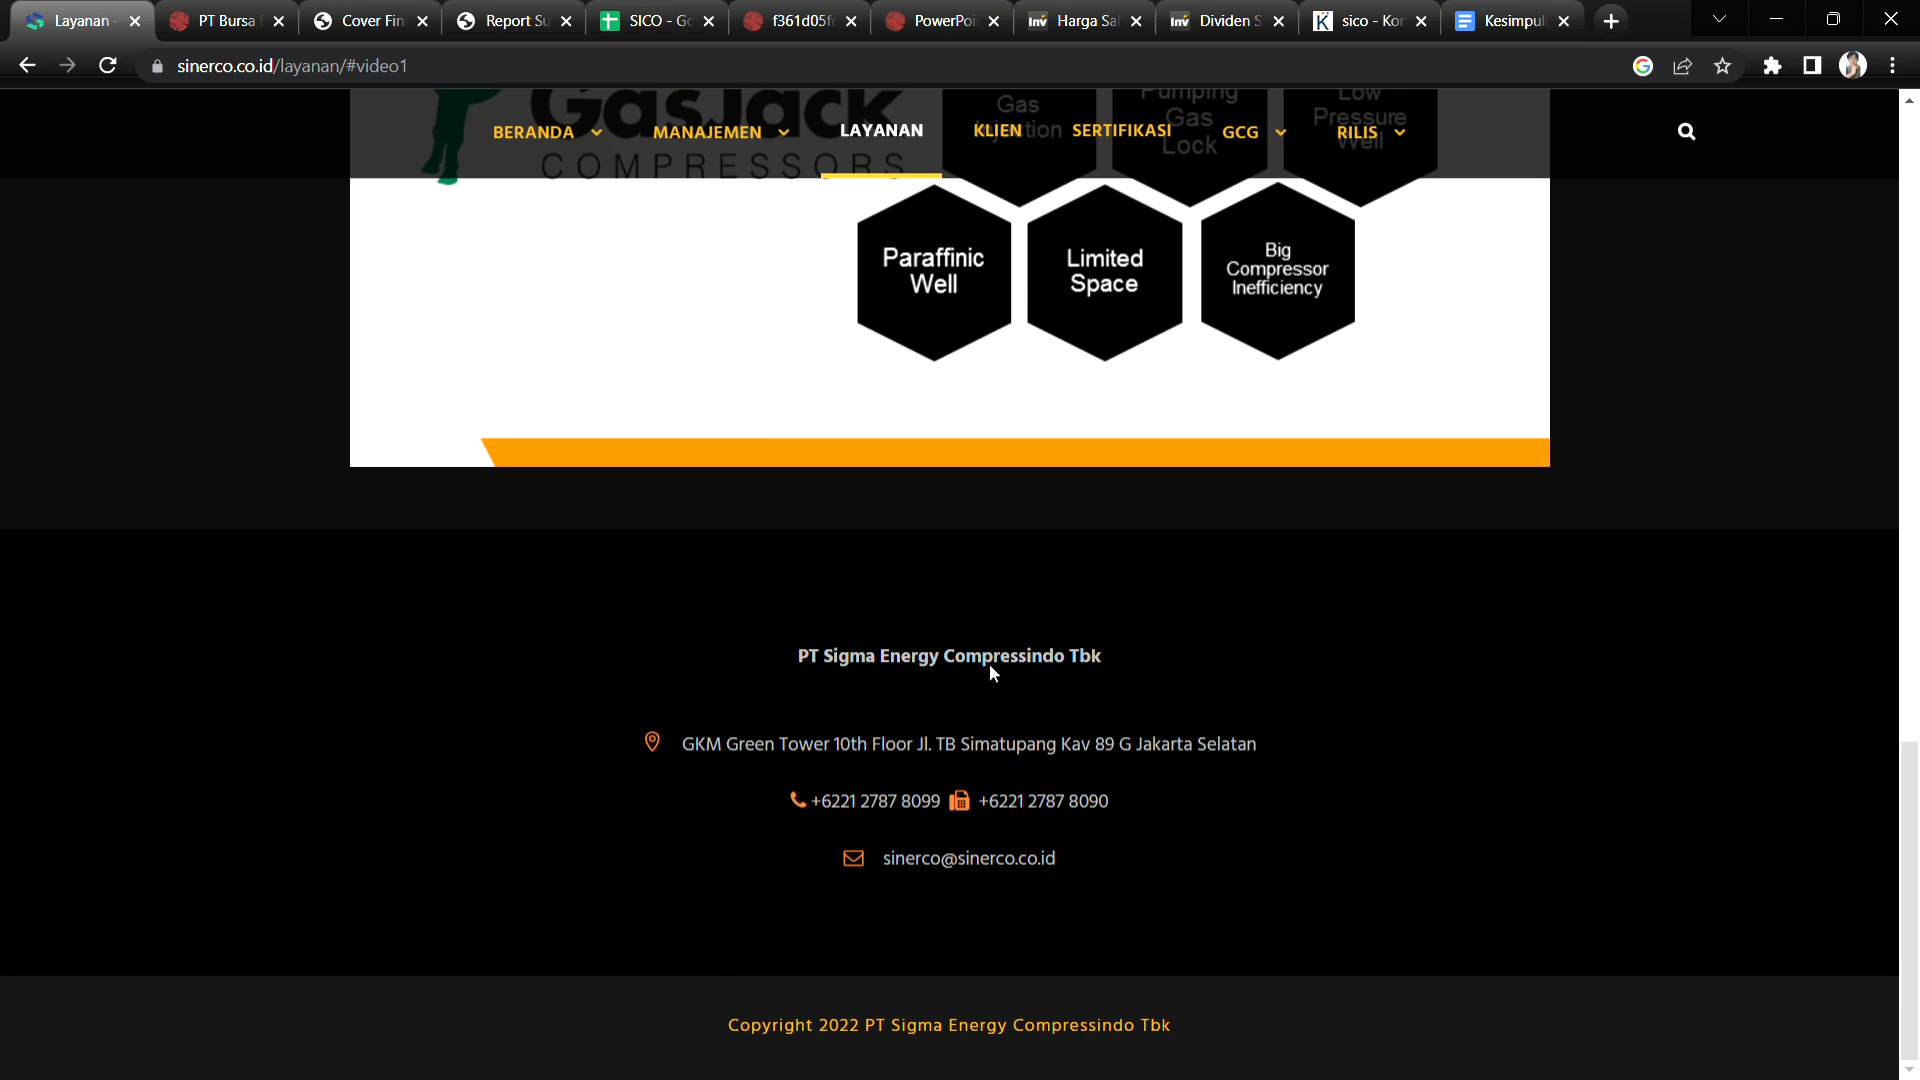 Layanan -
PT Bursa
Cover Fin
Report Su
SICO - Go
f361d05f
PowerPoi
Inv
Harga Sa
Inv
Dividen S
sico - Kor
Kesimpul
sinerco.co.id/layanan/#video1
GasJack
COMPRESSORS
Gas
Injection
Pumping
Gas
Lock
Low
Pressure
Well
BERANDA
MANAJEMEN
LAYANAN
KLIEN
SERTIFIKASI
GCG
RILIS
Paraffinic
Well
Limited
Space
Big
Compressor
Inefficiency
PT Sigma Energy Compressindo Tbk
GKM Green Tower 10th Floor Jl. TB Simatupang Kav 89 G Jakarta Selatan
+6221 2787 8099
+6221 2787 8090
sinerco@sinerco.co.id
Copyright 2022 PT Sigma Energy Compressindo Tbk